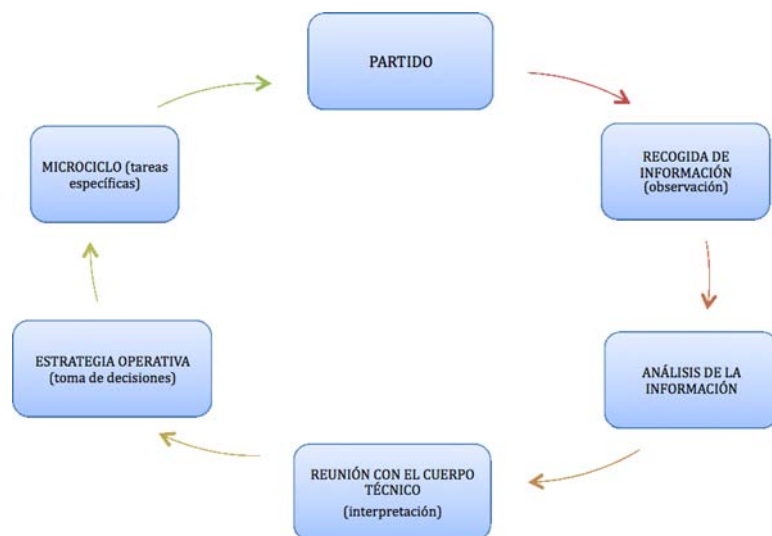 PARTIDO
RECOGIDA DE
INFORMACIÓN
(observación)
ANÁLISIS DE LA
INFORMACIÓN
REUNIÓN CON EL CUERPO
TÉCNICO
(interpretación)
ESTRATEGIA OPERATIVA
(toma de decisiones)
MICROCICLO (tareas
específicas)